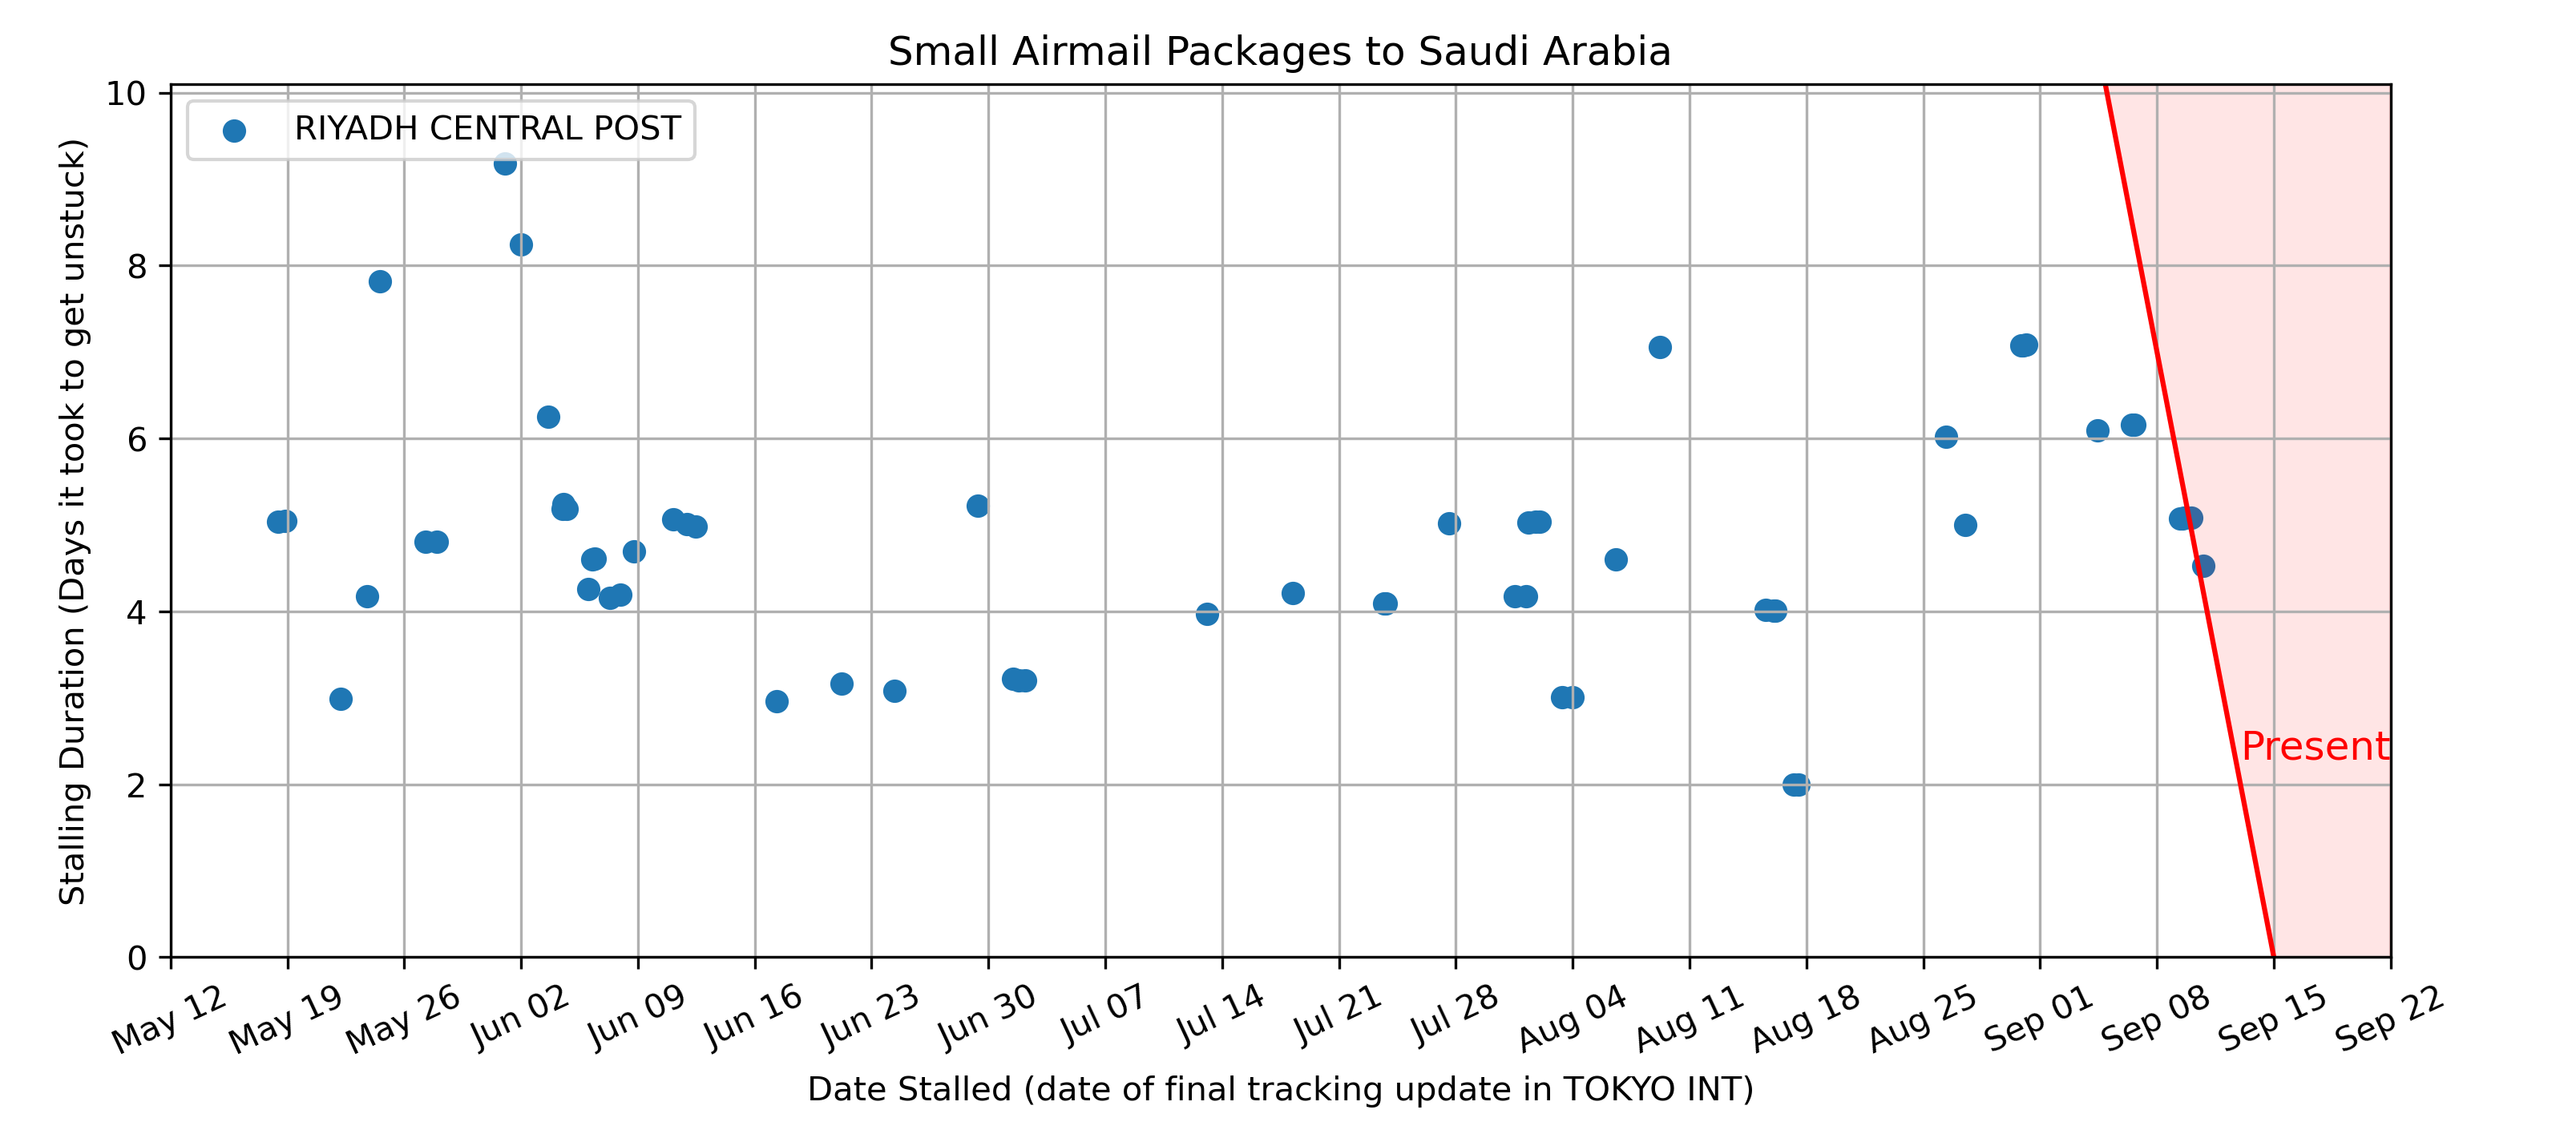 Small Airmail Packages to Saudi Arabia
RIYADH CENTRAL POST
Stalling Duration (Days it took to get unstuck)
10
8
6
4
2
0
Present
May 12
May 19
May 26
Jun 02
Jun 09
Jun 16
Jun 23
Jun 30
Jul 07
Jul 14
Jul 21
Jul 28
Aug 04
Aug 11
Aug 18
Aug 25
Sep 01
Sep 08
Sep 15
Sep 22
Date Stalled (date of final tracking update in TOKYO INT)